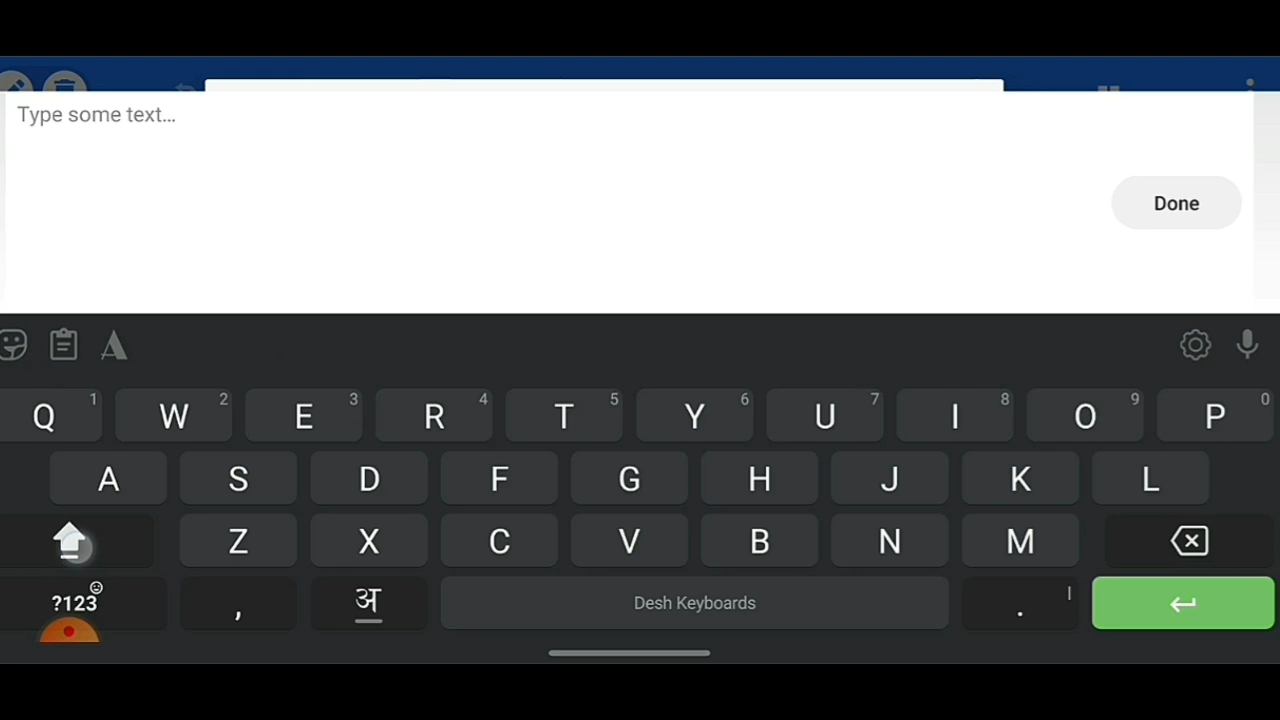 Type some text...
Done
Q 1 W 2 E 3 R 4 T 5 Y 6 U 7 I 8 O 9 P 0
A S D F G H J K L
Z X C V B N M
?123 , अ Desh Keyboards . |